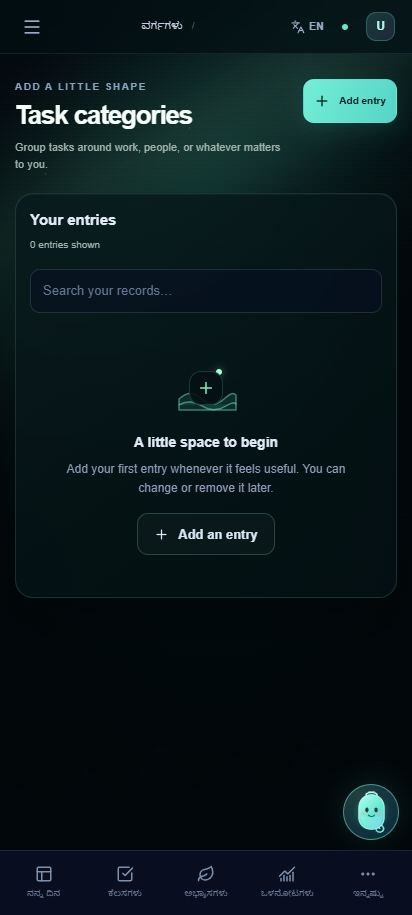 ವರ್ಗಗಳು /
EN
U
ADD A LITTLE SHAPE
Task categories
Add entry
Group tasks around work, people, or whatever matters
to you.
Your entries
0 entries shown
Search your records...
A little space to begin
Add your first entry whenever it feels useful. You can
change or remove it later.
Add an entry
ನನ್ನ ದಿನ
ಕೆಲಸಗಳು
ಅಭ್ಯಾಸಗಳು
ಒಳನೋಟಗಳು
ಇನ್ನಷ್ಟು